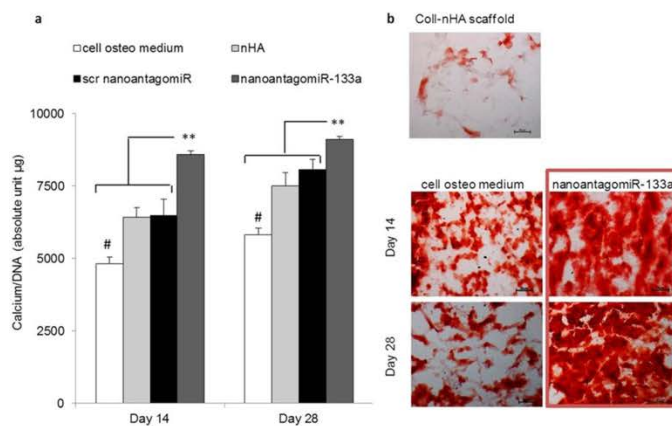 a
cell osteo medium
nHA
scr nanoantagomiR
nanoantagomiR-133a
Calcium/DNA (absolute unit µg)
10000
7500
5000
2500
0
#
**
#
**
Day 14
Day 28
b
Coll-nHA scaffold
cell osteo medium
nanoantagomiR-133a
Day 14
Day 28